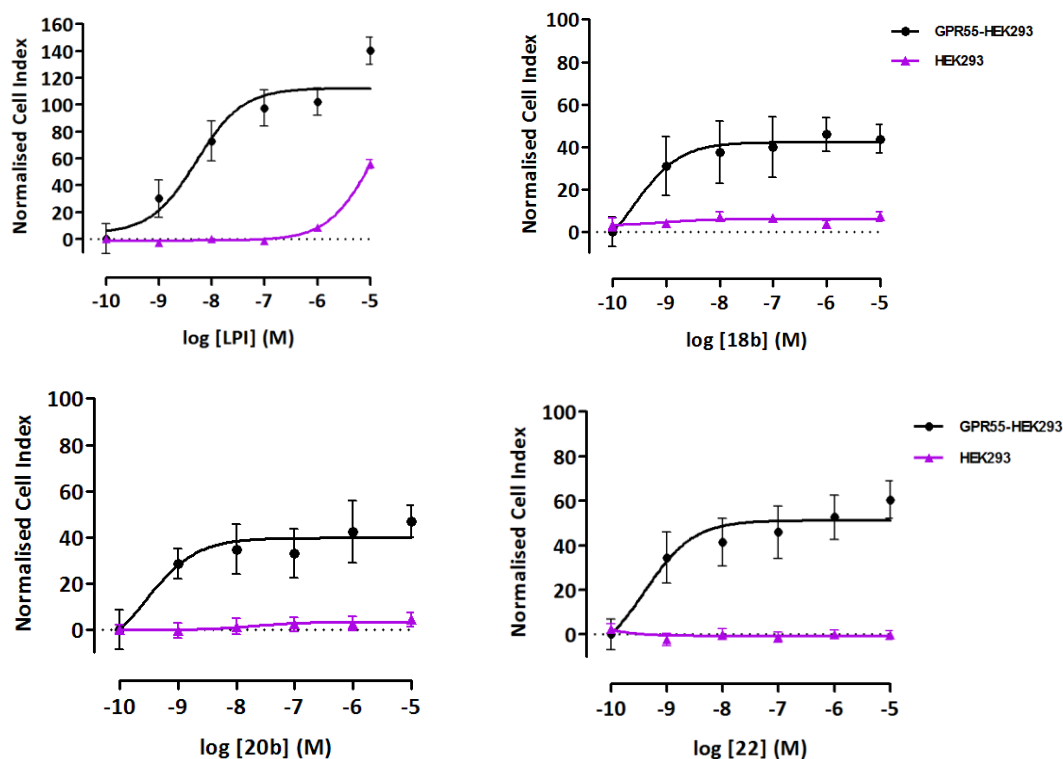 Normalised Cell Index
160
140
120
100
80
60
40
20
0
-10 -9 -8 -7 -6 -5
log [LPI] (M)
Normalised Cell Index
100
80
60
40
20
0
-10 -9 -8 -7 -6 -5
log [18b] (M)
GPR55-HEK293
HEK293
Normalised Cell Index
100
80
60
40
20
0
-10 -9 -8 -7 -6 -5
log [20b] (M)
Normalised Cell Index
100
80
60
40
20
0
-10 -9 -8 -7 -6 -5
log [22] (M)
GPR55-HEK293
HEK293